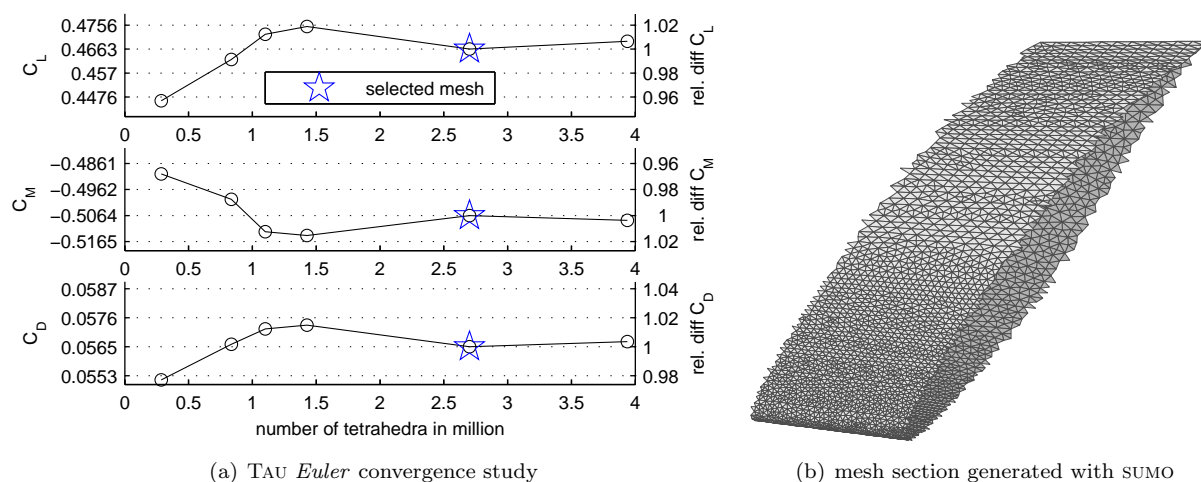 0.4756
0.4663
0.457
0.4476
C_L
1.02
1
0.98
0.96
rel. diff C_L
selected mesh
0 0.5 1 1.5 2 2.5 3 3.5 4
−0.4861
−0.4962
−0.5064
−0.5165
C_M
0.96
0.98
1
1.02
rel. diff C_M
0 0.5 1 1.5 2 2.5 3 3.5 4
0.0587
0.0576
0.0565
0.0553
C_D
1.04
1.02
1
0.98
rel. diff C_D
0 0.5 1 1.5 2 2.5 3 3.5 4
number of tetrahedra in million
(a) TAU Euler convergence study
(b) mesh section generated with SUMO